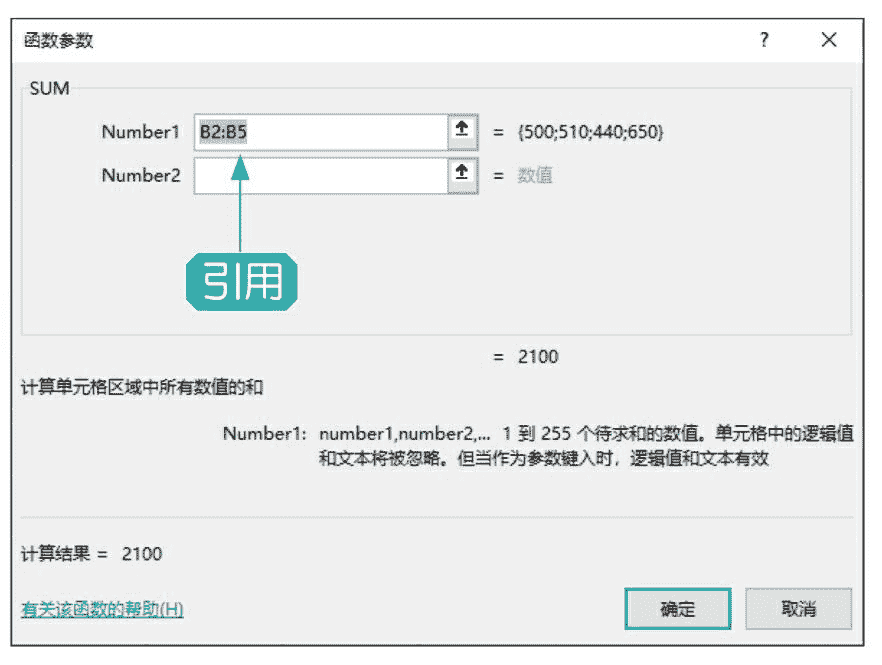 函数参数 ? ×
SUM
Number1 B2:B5 = {500;510;440;650}
Number2 = 数值
引用
= 2100
计算单元格区域中所有数值的和
Number1: number1,number2,... 1 到 255 个待求和的数值。单元格中的逻辑值
和文本将被忽略。但当作为参数键入时，逻辑值和文本有效
计算结果 = 2100
有关该函数的帮助(H) 确定 取消